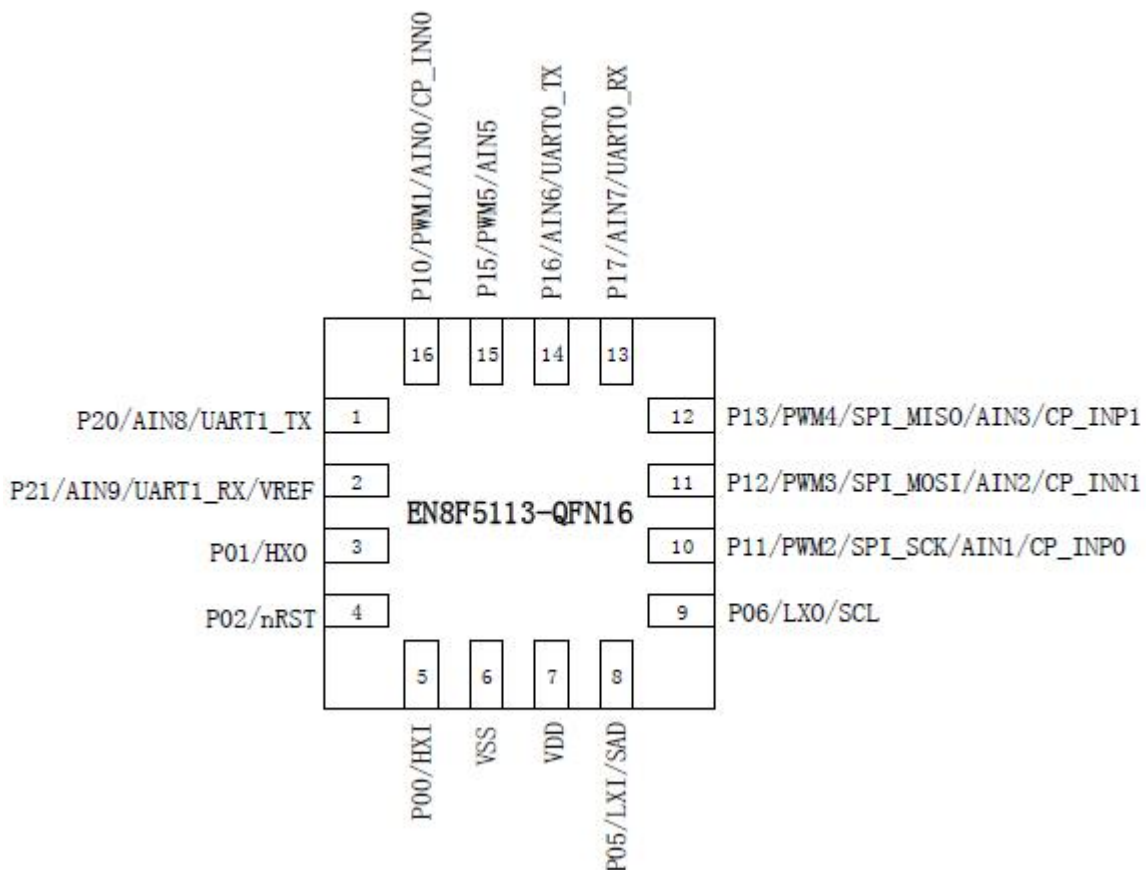 P10/PWM1/AIN0/CP_INN0
P15/PWM5/AIN5
P16/AIN6/UART0_TX
P17/AIN7/UART0_RX
16
15
14
13
P20/AIN8/UART1_TX
1
12
P13/PWM4/SPI_MISO/AIN3/CP_INP1
P21/AIN9/UART1_RX/VREF
2
11
P12/PWM3/SPI_MOSI/AIN2/CP_INN1
EN8F5113-QFN16
P01/HXO
3
10
P11/PWM2/SPI_SCK/AIN1/CP_INP0
P02/nRST
4
9
P06/LXO/SCL
5
6
7
8
P00/HXI
VSS
VDD
P05/LXI/SAD